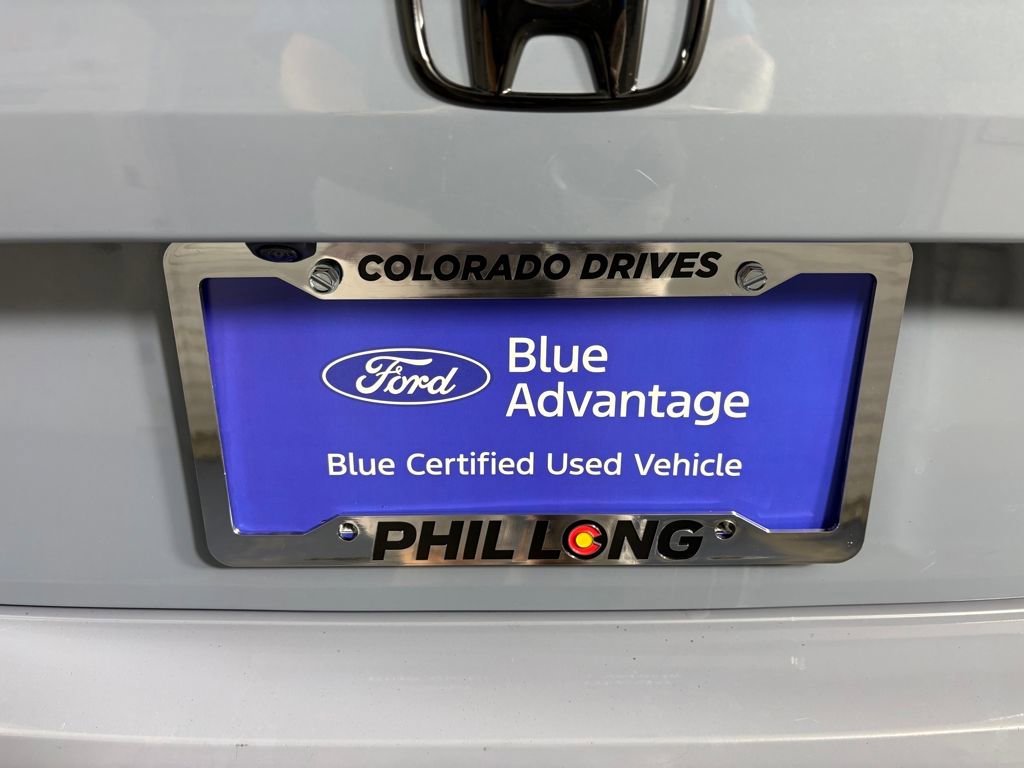 COLORADO DRIVES
Ford
Blue
Advantage
Blue Certified Used Vehicle
PHIL LONG